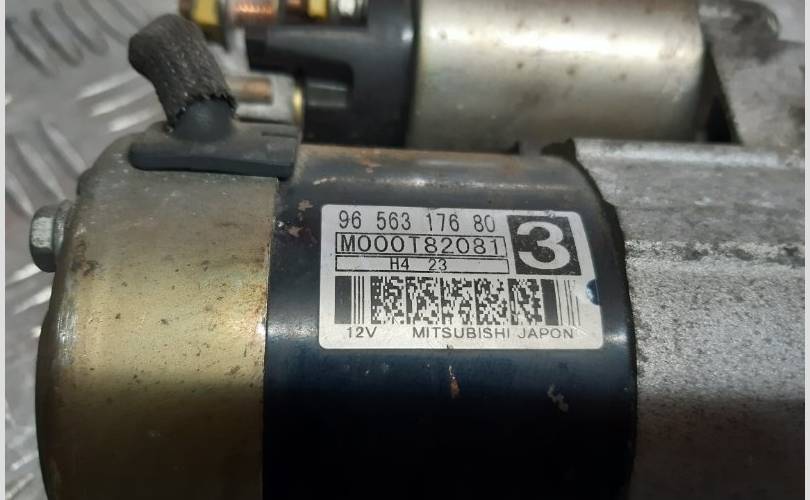 96 563 176 80
M000T82081
3
H4 23
12V MITSUBISHI JAPON